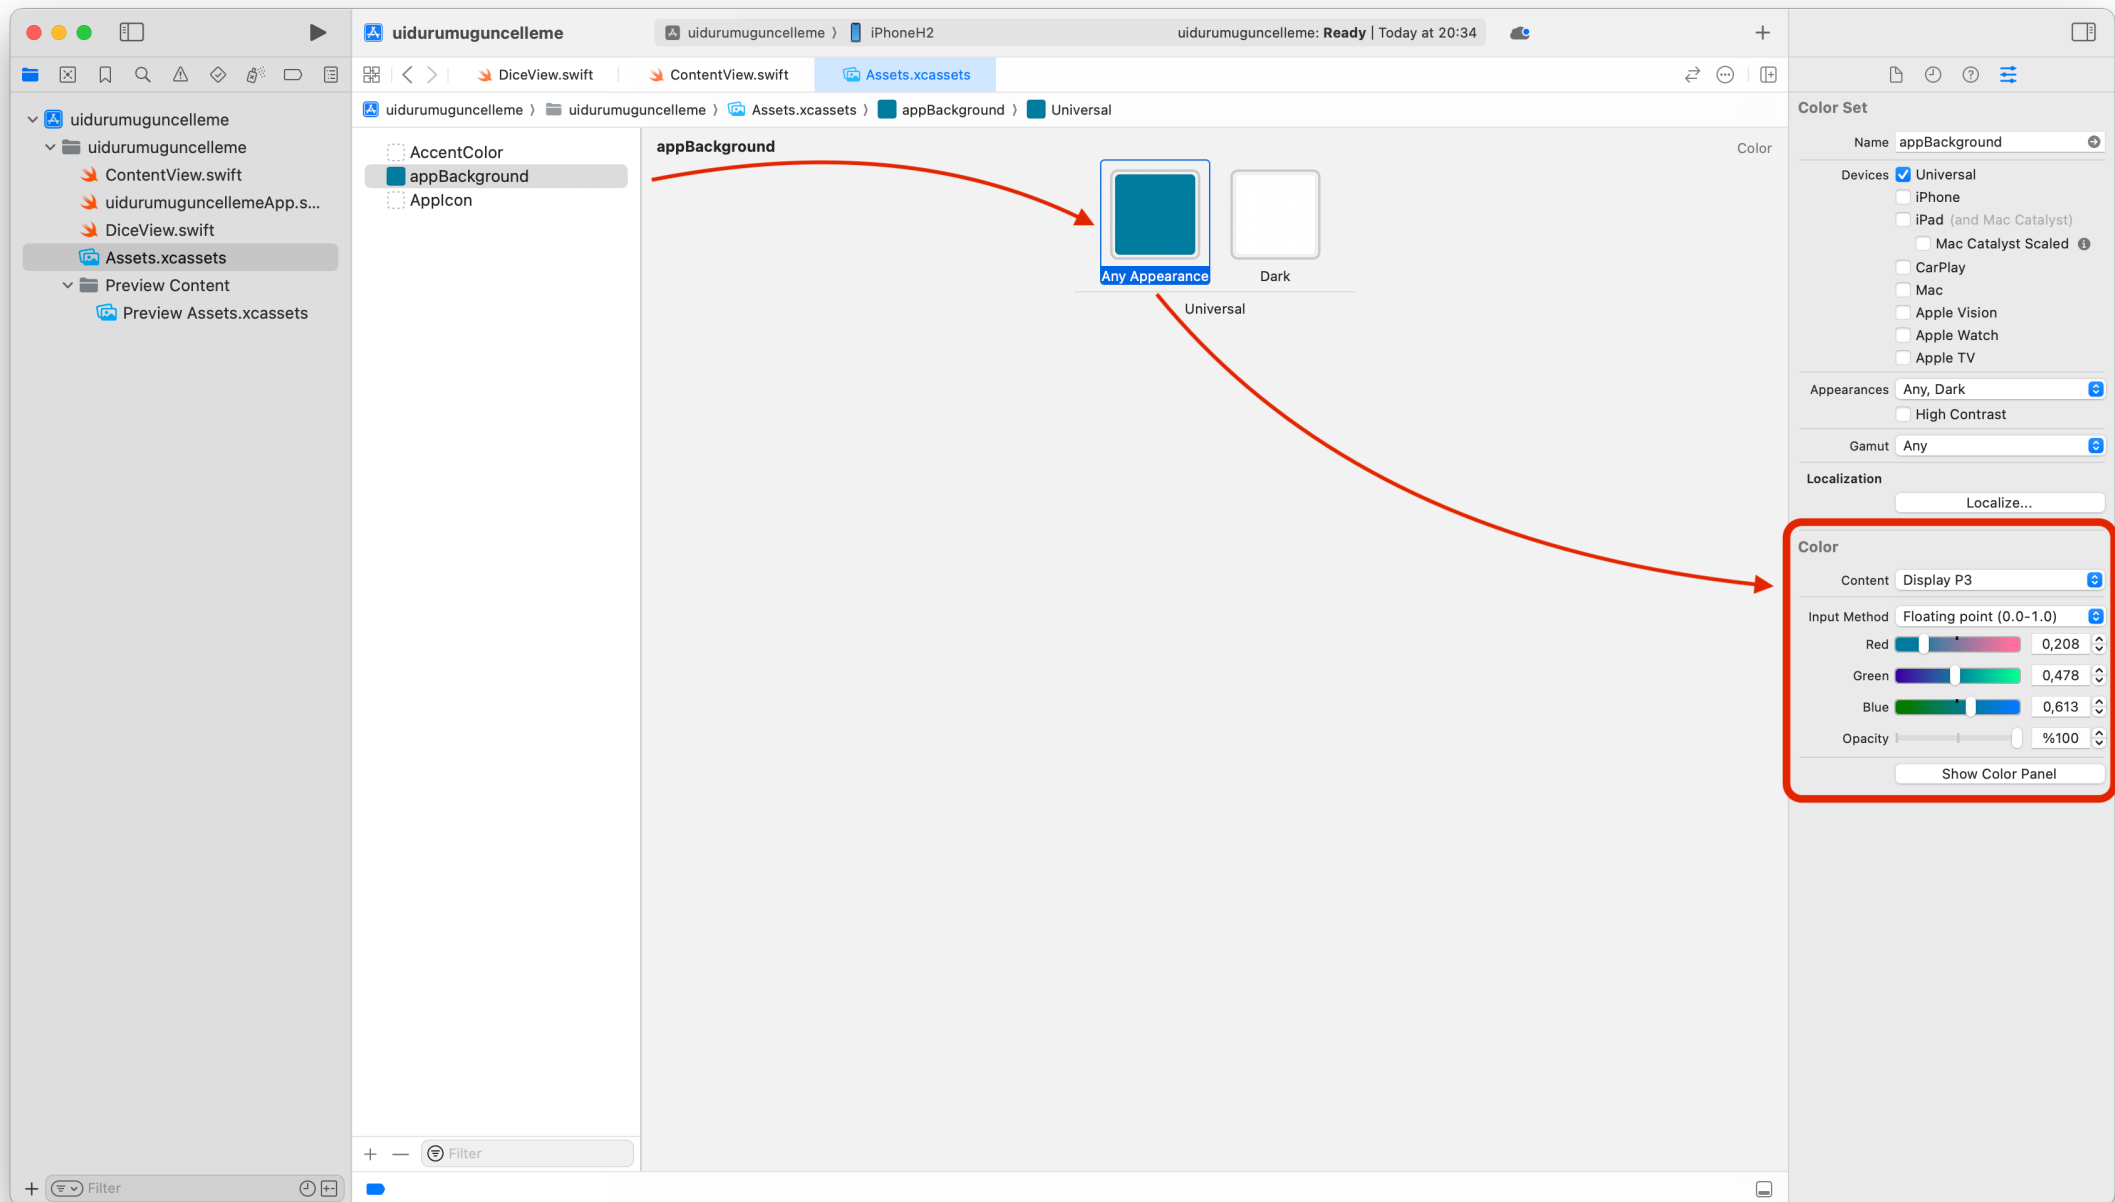 uidurumuguncelleme
uidurumuguncelleme
iPhoneH2
uidurumuguncelleme: Ready | Today at 20:34
DiceView.swift
ContentView.swift
Assets.xcassets
uidurumuguncelleme
uidurumuguncelleme
Assets.xcassets
appBackground
Universal
uidurumuguncelleme
uidurumuguncelleme
ContentView.swift
uidurumuguncellemeApp.s...
DiceView.swift
Assets.xcassets
Preview Content
Preview Assets.xcassets
Filter
AccentColor
appBackground
AppIcon
Filter
appBackground
Color
Any Appearance
Dark
Universal
Color Set
Name appBackground
Devices Universal
iPhone
iPad (and Mac Catalyst)
Mac Catalyst Scaled
CarPlay
Mac
Apple Vision
Apple Watch
Apple TV
Appearances Any, Dark
High Contrast
Gamut Any
Localization
Localize...
Color
Content Display P3
Input Method Floating point (0.0-1.0)
Red 0,208
Green 0,478
Blue 0,613
Opacity %100
Show Color Panel